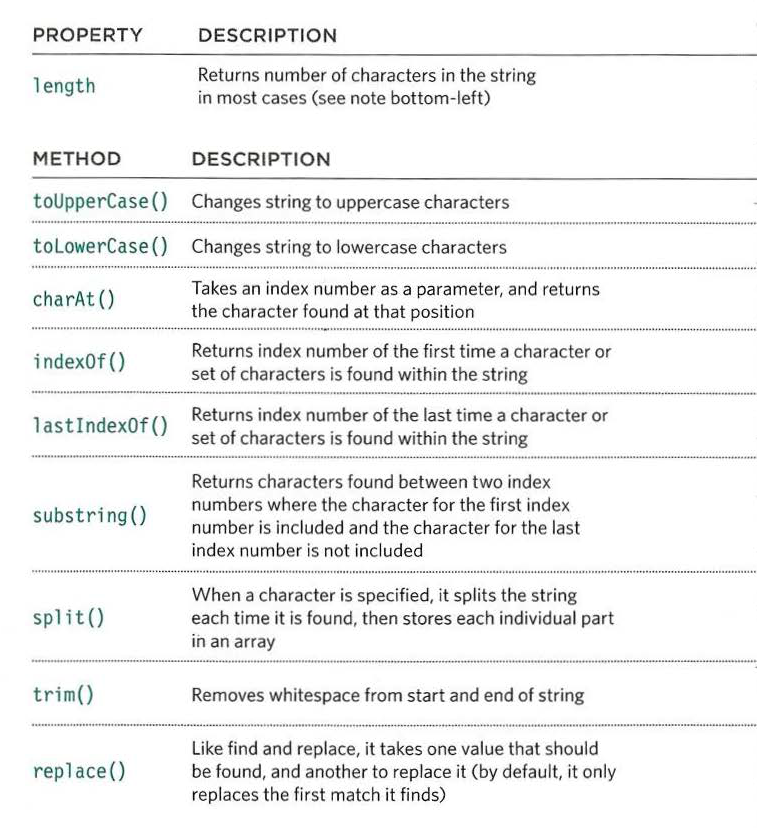 PROPERTY DESCRIPTION
length Returns number of characters in the string
in most cases (see note bottom-left)
METHOD DESCRIPTION
toUpperCase() Changes string to uppercase characters
toLowerCase() Changes string to lowercase characters
charAt() Takes an index number as a parameter, and returns
the character found at that position
indexOf() Returns index number of the first time a character or
set of characters is found within the string
lastIndexOf() Returns index number of the last time a character or
set of characters is found within the string
substring() Returns characters found between two index
numbers where the character for the first index
number is included and the character for the last
index number is not included
split() When a character is specified, it splits the string
each time it is found, then stores each individual part
in an array
trim() Removes whitespace from start and end of string
replace() Like find and replace, it takes one value that should
be found, and another to replace it (by default, it only
replaces the first match it finds)